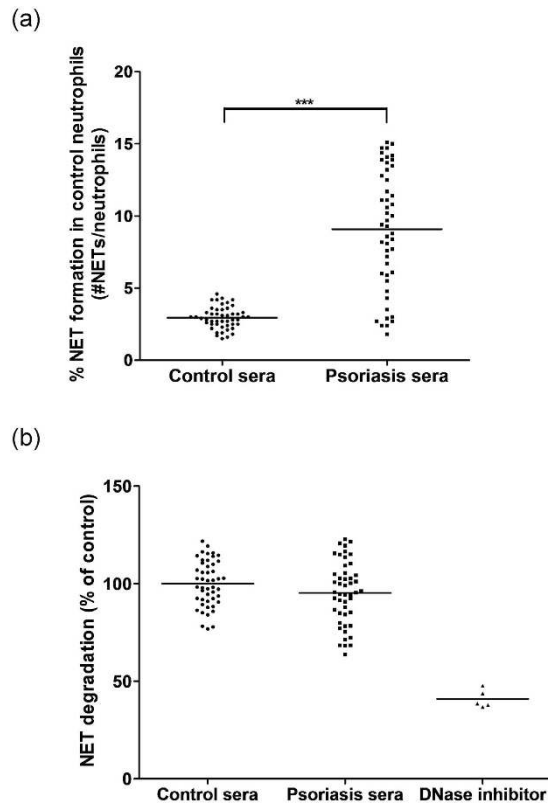 (a)
% NET formation in control neutrophils
(#NETs/neutrophils)
20
15
10
5
0
***
Control sera
Psoriasis sera
(b)
NET degradation (% of control)
150
100
50
0
Control sera
Psoriasis sera
DNase inhibitor